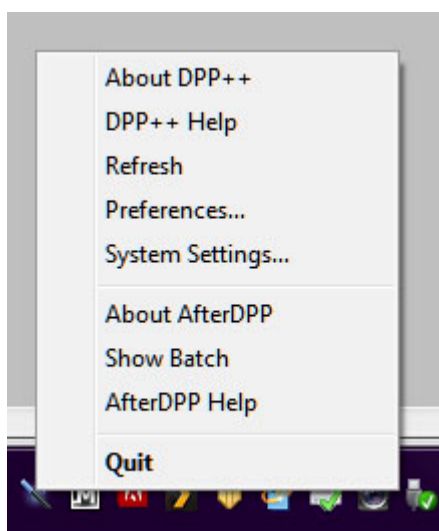 About DPP++
DPP++ Help
Refresh
Preferences...
System Settings...
About AfterDPP
Show Batch
AfterDPP Help
Quit